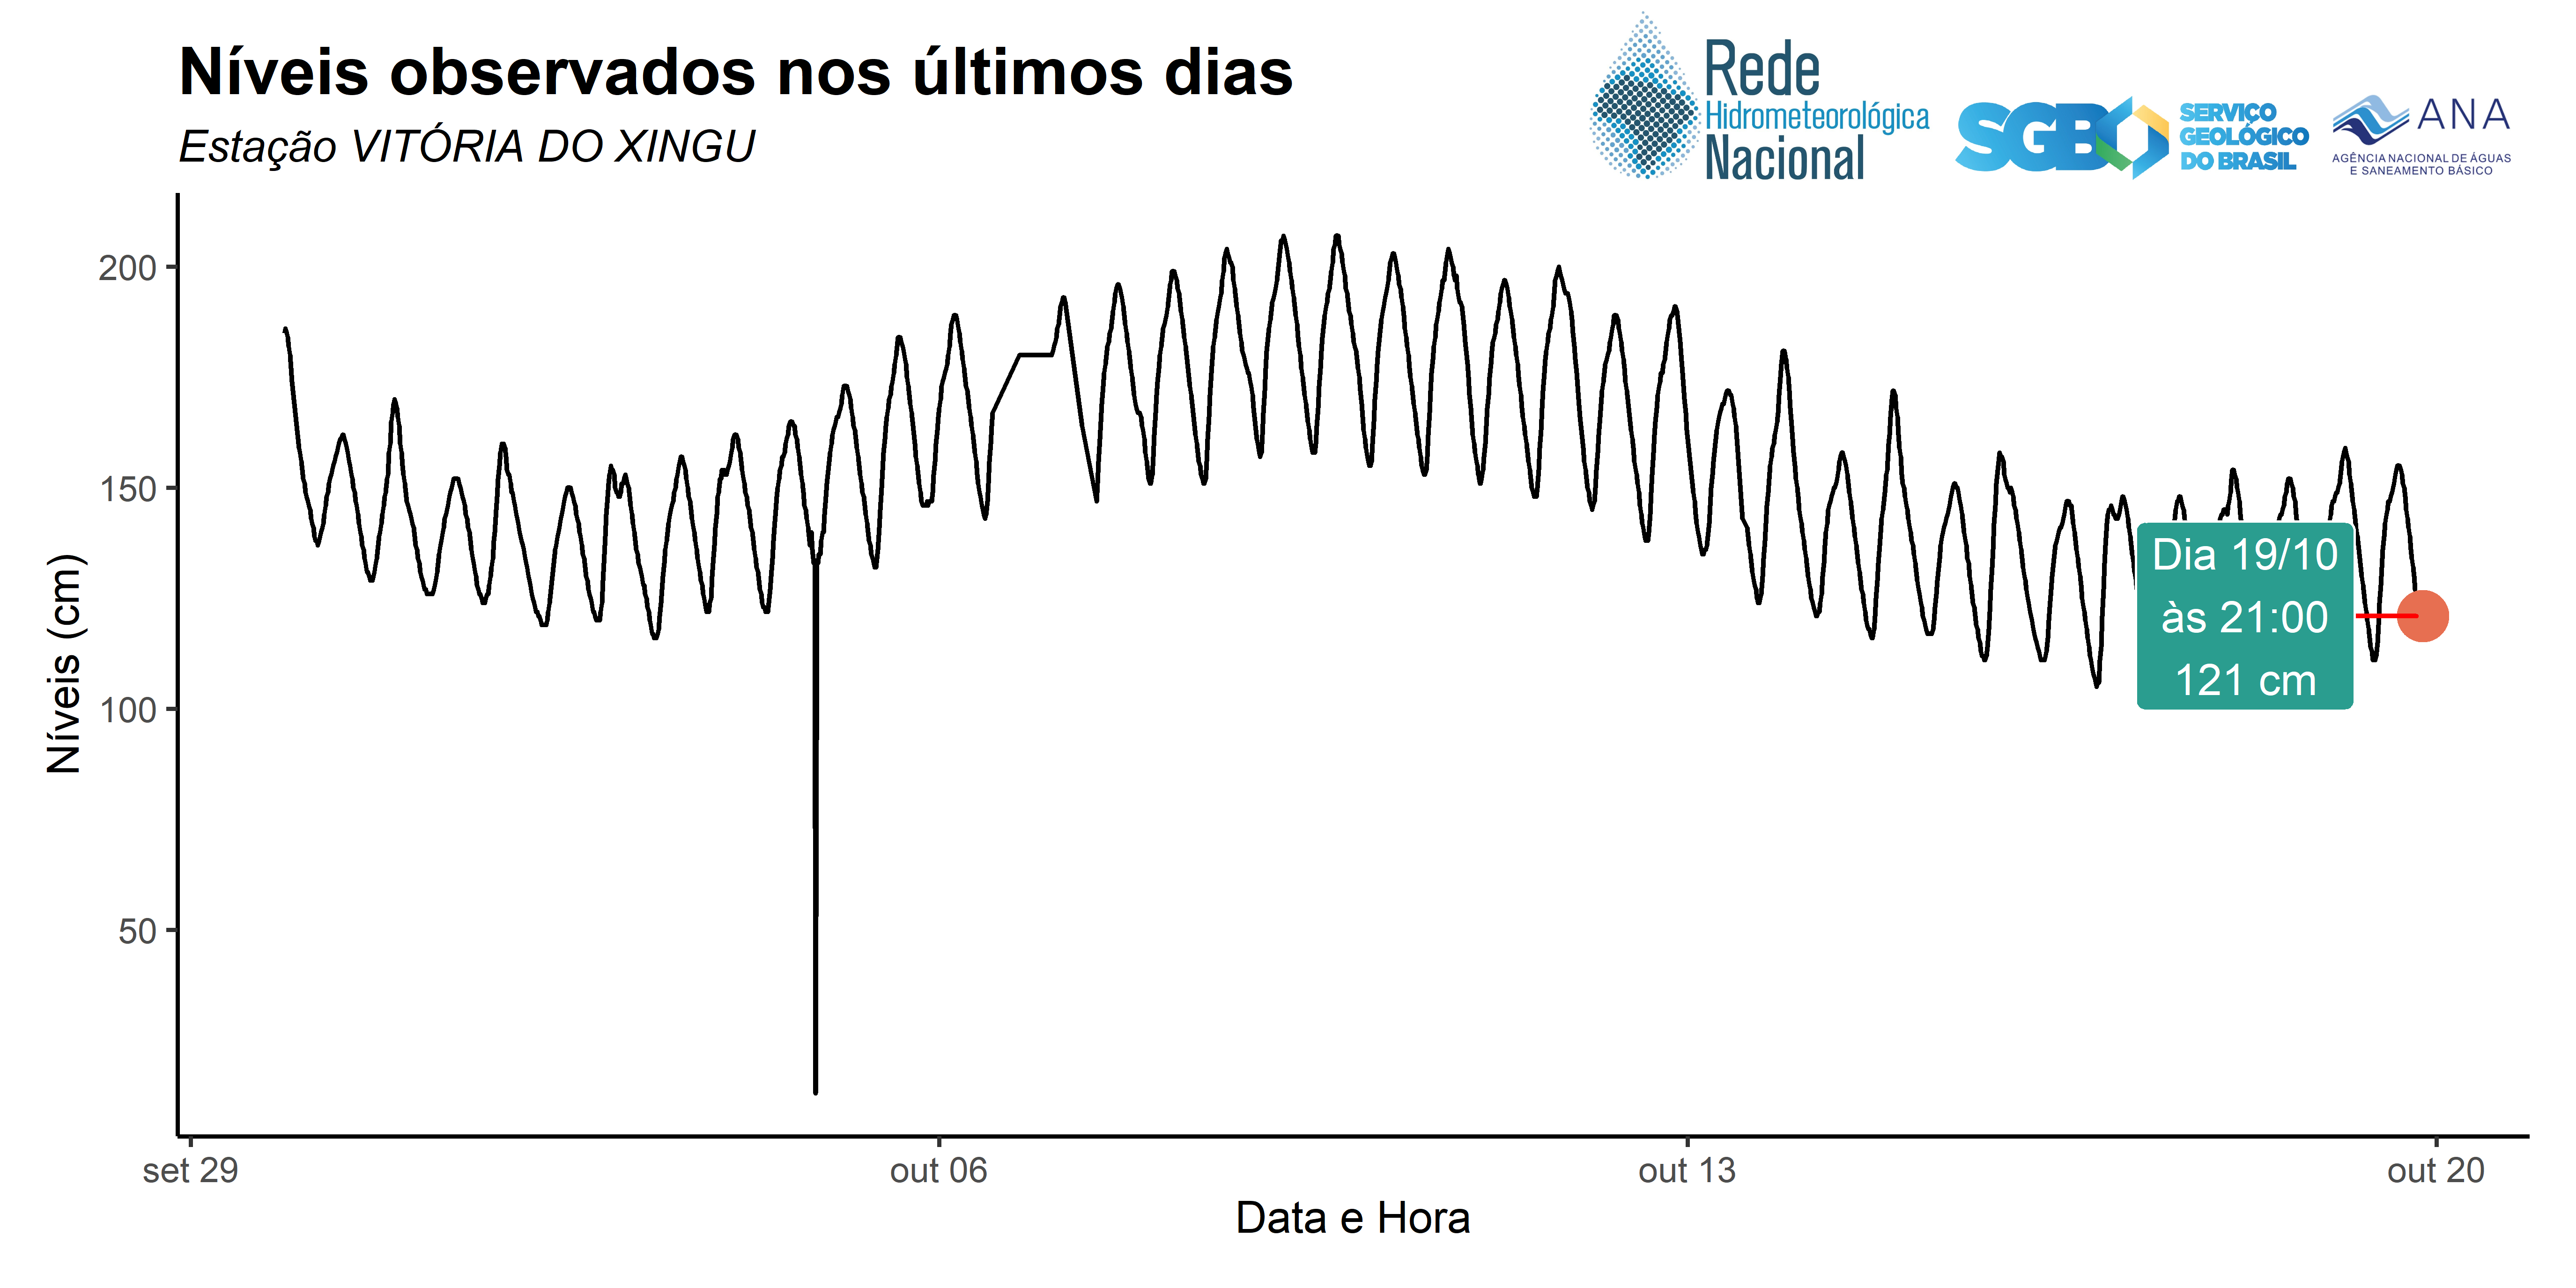 Níveis observados nos últimos dias
Estação VITÓRIA DO XINGU
Rede
Hidrometeorológica
Nacional
SGB
SERVIÇO
GEOLÓGICO
DO BRASIL
ANA
AGÊNCIA NACIONAL DE ÁGUAS
E SANEAMENTO BÁSICO
Níveis (cm)
200
150
100
50
Dia 19/10
às 21:00
121 cm
set 29
out 06
out 13
out 20
Data e Hora